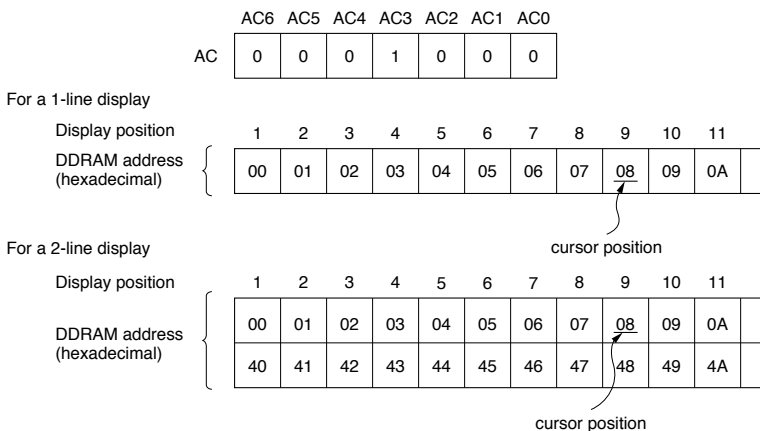 AC6 AC5 AC4 AC3 AC2 AC1 AC0
AC 0 0 0 1 0 0 0
For a 1-line display
Display position 1 2 3 4 5 6 7 8 9 10 11
DDRAM address
(hexadecimal)
00 01 02 03 04 05 06 07 08 09 0A
cursor position
For a 2-line display
Display position 1 2 3 4 5 6 7 8 9 10 11
DDRAM address
(hexadecimal)
00 01 02 03 04 05 06 07 08 09 0A
40 41 42 43 44 45 46 47 48 49 4A
cursor position